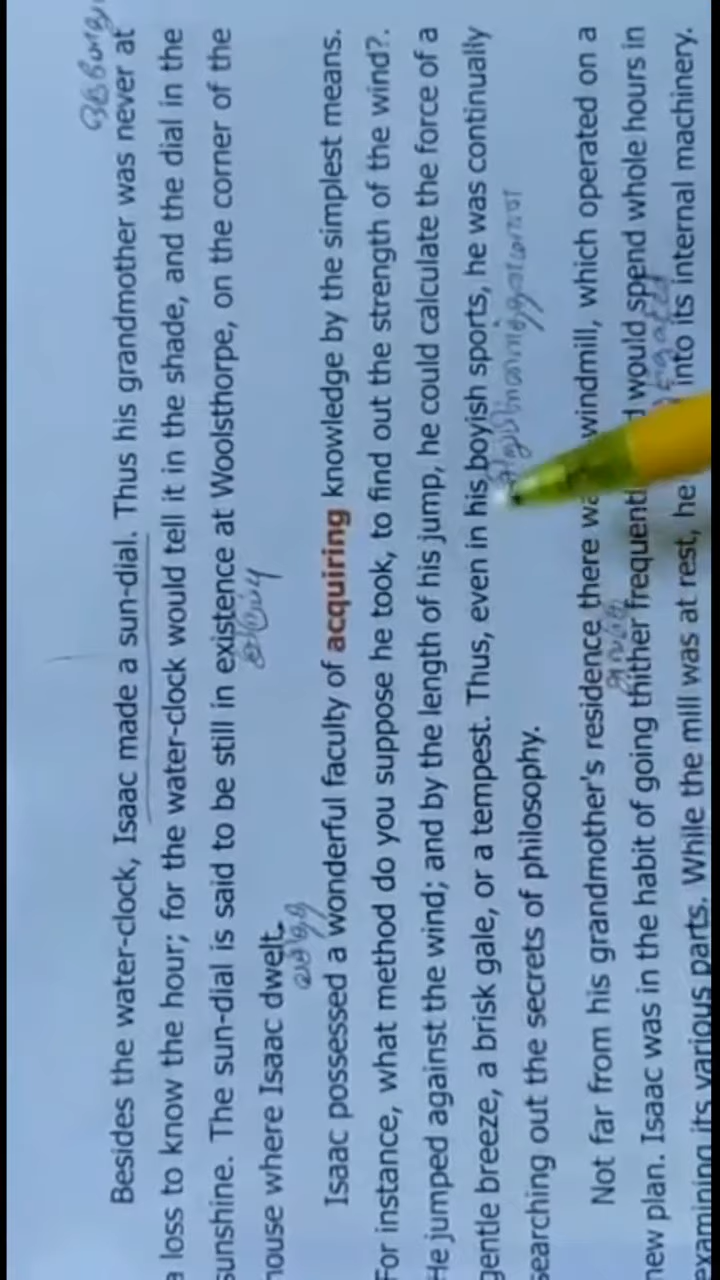 Besides the water-clock, Isaac made a sun-dial. Thus his grandmother was never at
a loss to know the hour; for the water-clock would tell it in the shade, and the dial in the
sunshine. The sun-dial is said to be still in existence at Woolsthorpe, on the corner of the
house where Isaac dwelt.
Isaac possessed a wonderful faculty of acquiring knowledge by the simplest means.
For instance, what method do you suppose he took, to find out the strength of the wind?.
He jumped against the wind; and by the length of his jump, he could calculate the force of a
gentle breeze, a brisk gale, or a tempest. Thus, even in his boyish sports, he was continually
searching out the secrets of philosophy.
Not far from his grandmother's residence there windmill, which operated on a
new plan. Isaac was in the habit of going thither would spend whole hours in
examining its various parts. While the mill was at rest, he into its internal machinery.